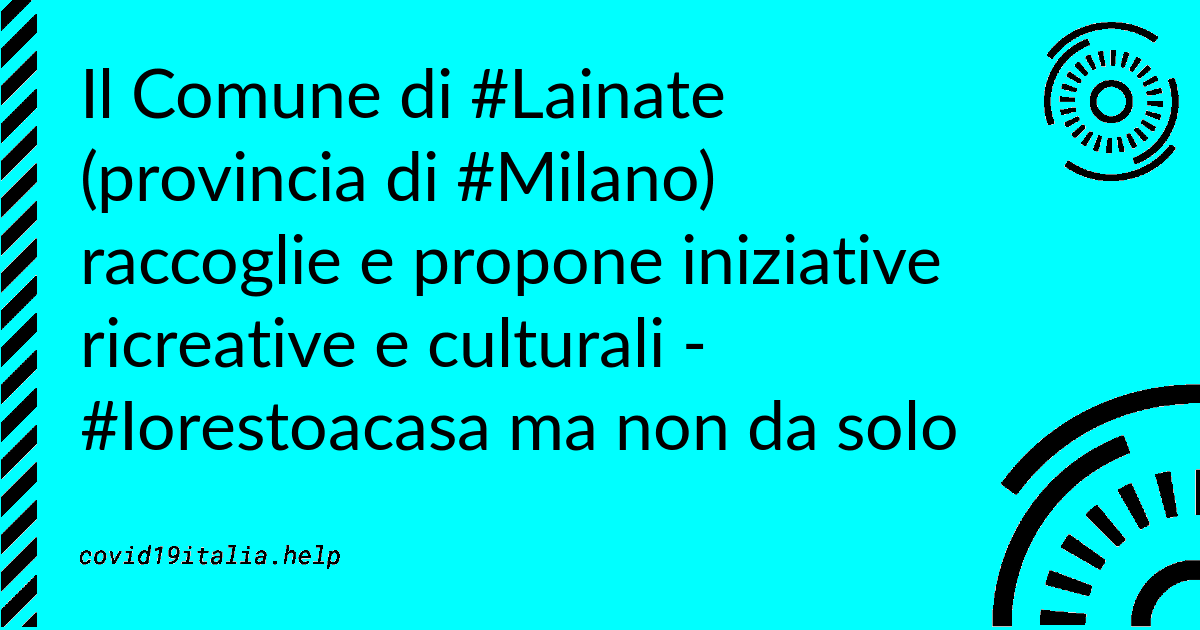 Il Comune di #Lainate
(provincia di #Milano)
raccoglie e propone iniziative
ricreative e culturali -
#Iorestoacasa ma non da solo
covid19italia.help